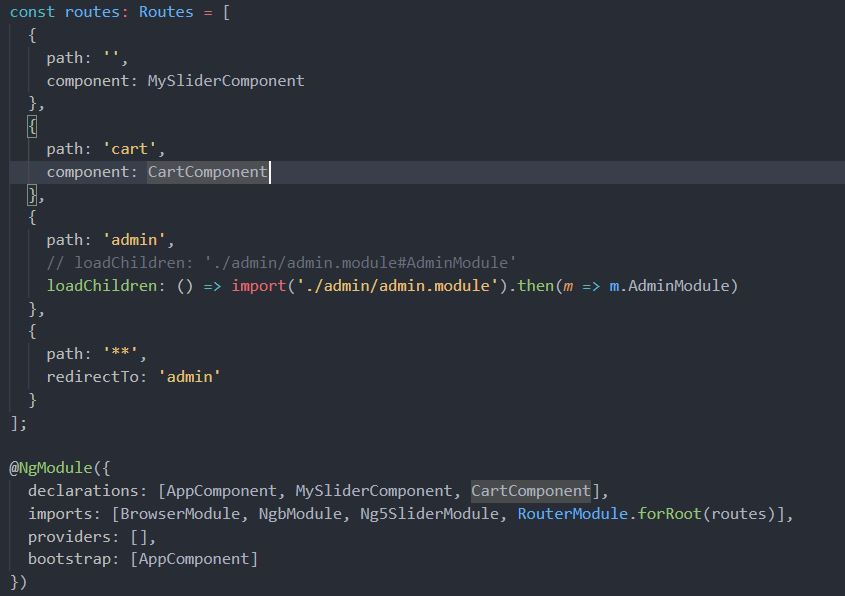 const routes: Routes = [
  {
    path: '',
    component: MySliderComponent
  },
  {
    path: 'cart',
    component: CartComponent
  },
  {
    path: 'admin',
    // loadChildren: './admin/admin.module#AdminModule'
    loadChildren: () => import('./admin/admin.module').then(m => m.AdminModule)
  },
  {
    path: '**',
    redirectTo: 'admin'
  }
];

@NgModule({
  declarations: [AppComponent, MySliderComponent, CartComponent],
  imports: [BrowserModule, NgbModule, Ng5SliderModule, RouterModule.forRoot(routes)],
  providers: [],
  bootstrap: [AppComponent]
})